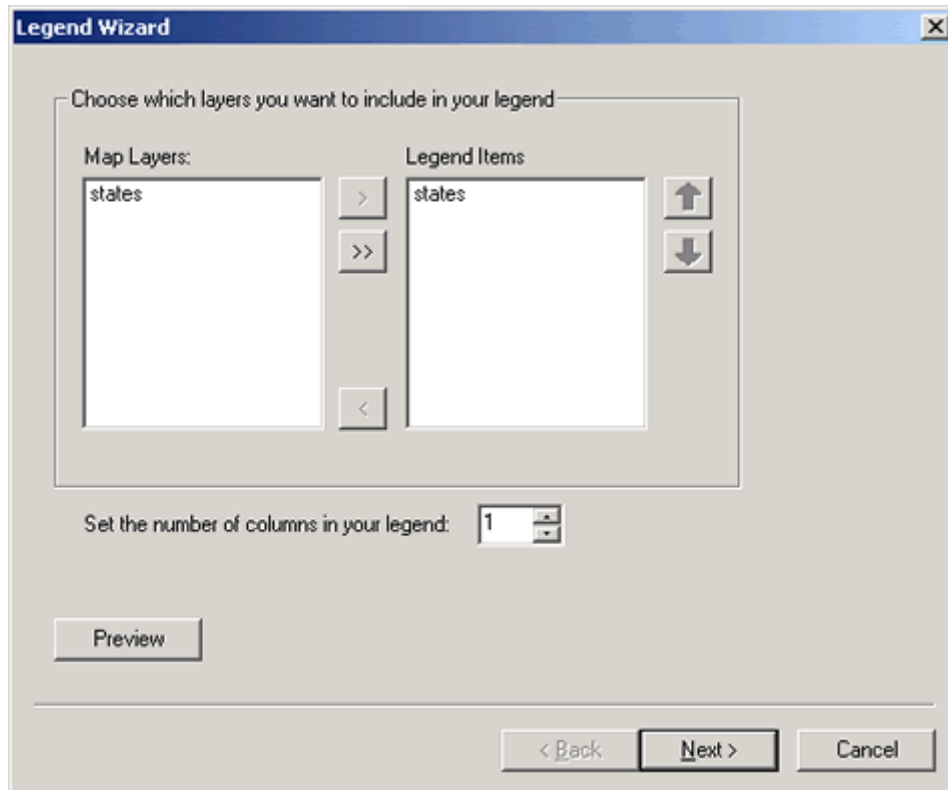 Legend Wizard
Choose which layers you want to include in your legend
Map Layers:
Legend Items
states
>
states
>>
<
Set the number of columns in your legend: 1
Preview
< Back
Next >
Cancel